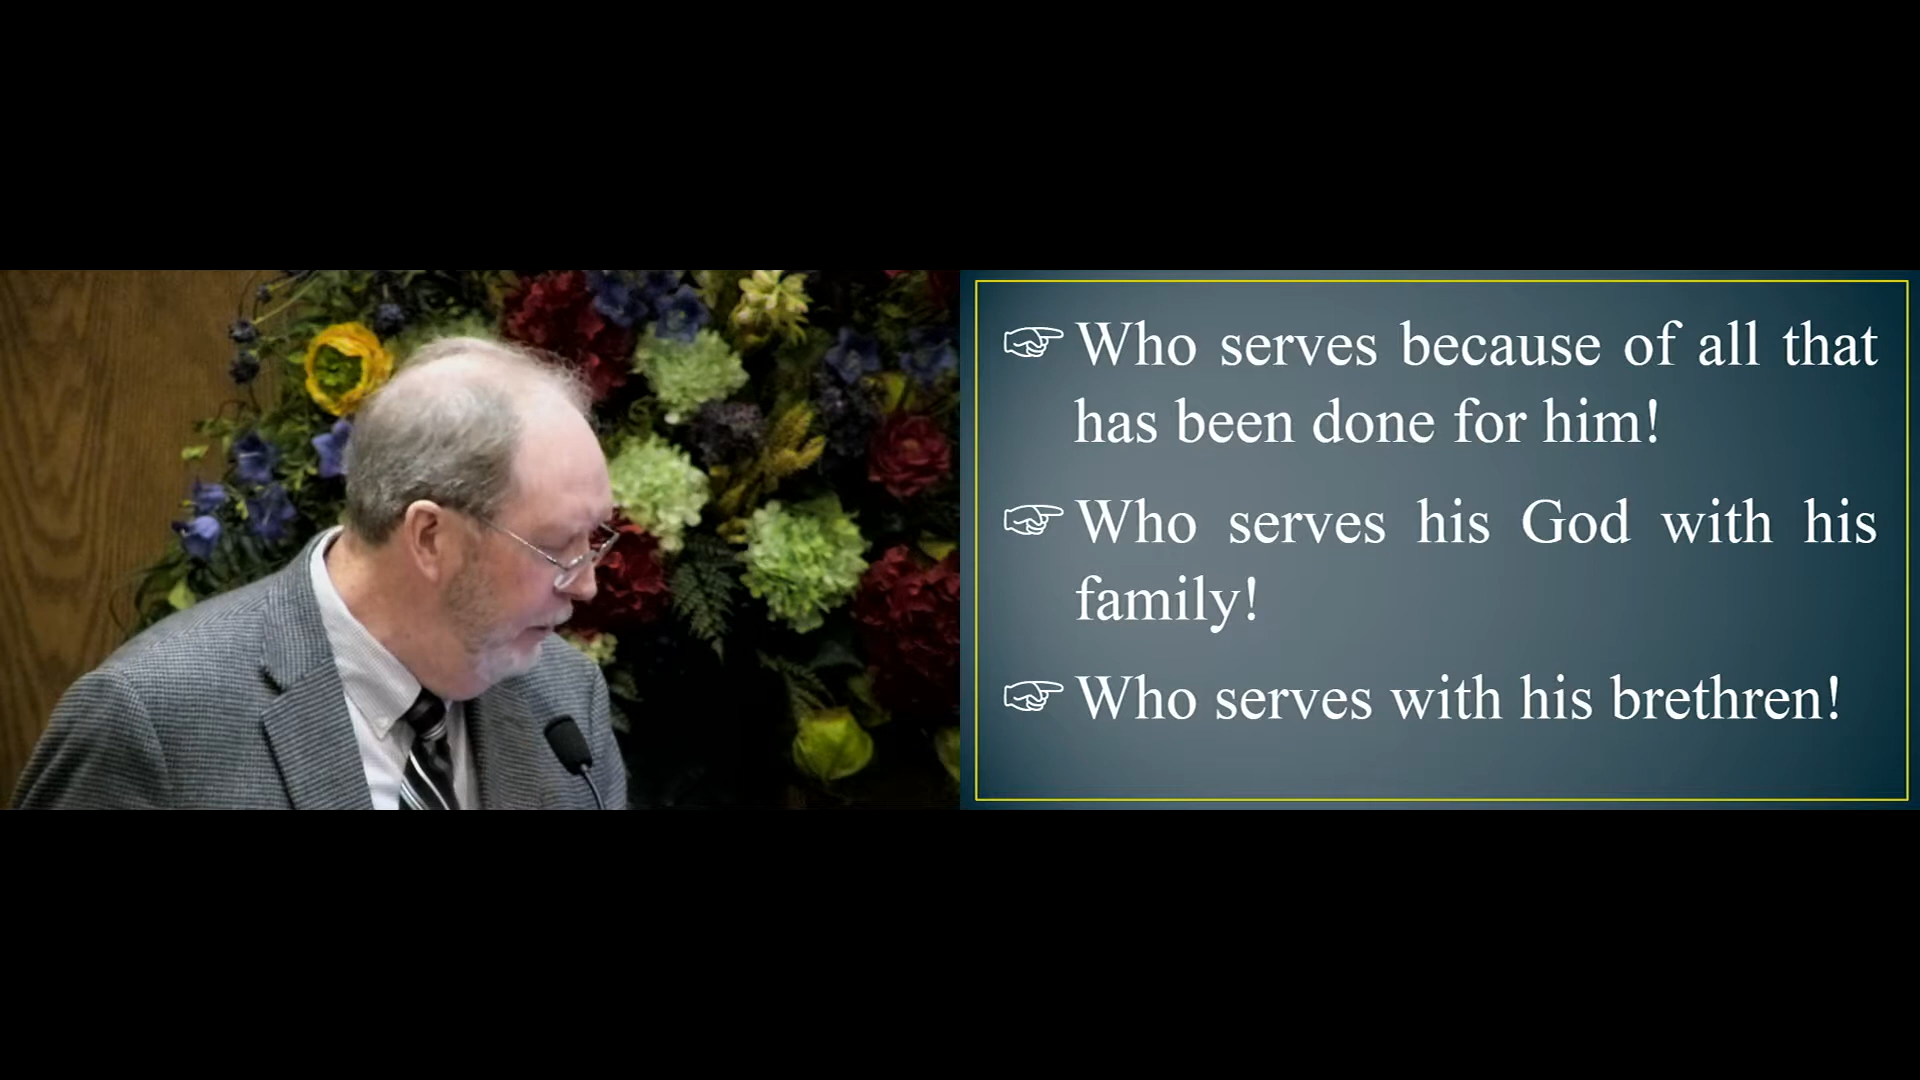 ☞ Who serves because of all that
has been done for him!
☞ Who serves his God with his
family!
☞ Who serves with his brethren!